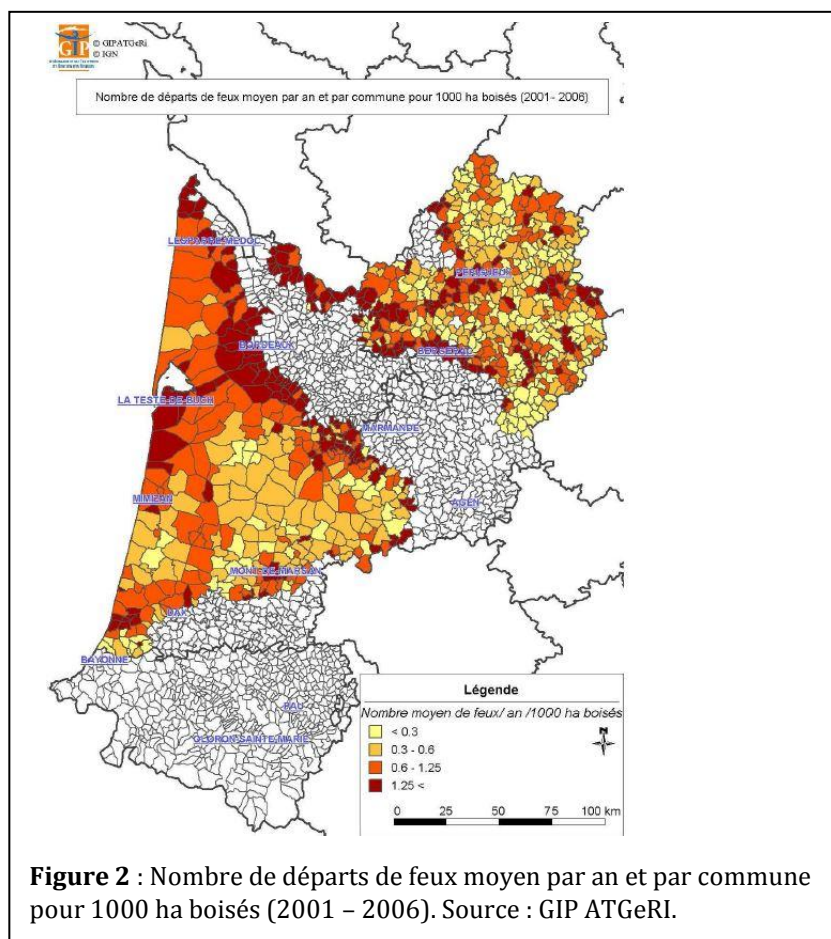 GIP
© GIPATGeRi
© IGN
Nombre de départs de feux moyen par an et par commune pour 1000 ha boisés (2001- 2006)
LESPARRE-MEDOC
PERIGUEUX
BORDEAUX
BERGERAC
LA TESTE-DE-BUCH
MARMANDE
MIMIZAN
AGEN
MONT-DE-MARSAN
DAX
BAYONNE
PAU
OLORON-SAINTE-MARIE
Légende
Nombre moyen de feux/ an /1000 ha boisés
< 0.3
0.3 - 0.6
0.6 - 1.25
1.25 <
N
0 25 50 75 100 km
Figure 2 : Nombre de départs de feux moyen par an et par commune
pour 1000 ha boisés (2001 – 2006). Source : GIP ATGeRI.